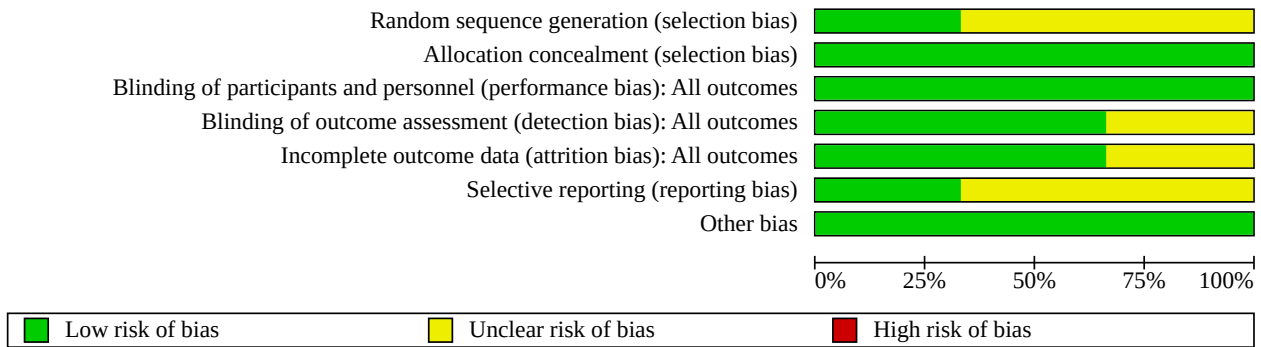 Random sequence generation (selection bias)
Allocation concealment (selection bias)
Blinding of participants and personnel (performance bias): All outcomes
Blinding of outcome assessment (detection bias): All outcomes
Incomplete outcome data (attrition bias): All outcomes
Selective reporting (reporting bias)
Other bias
0% 25% 50% 75% 100%
Low risk of bias Unclear risk of bias High risk of bias